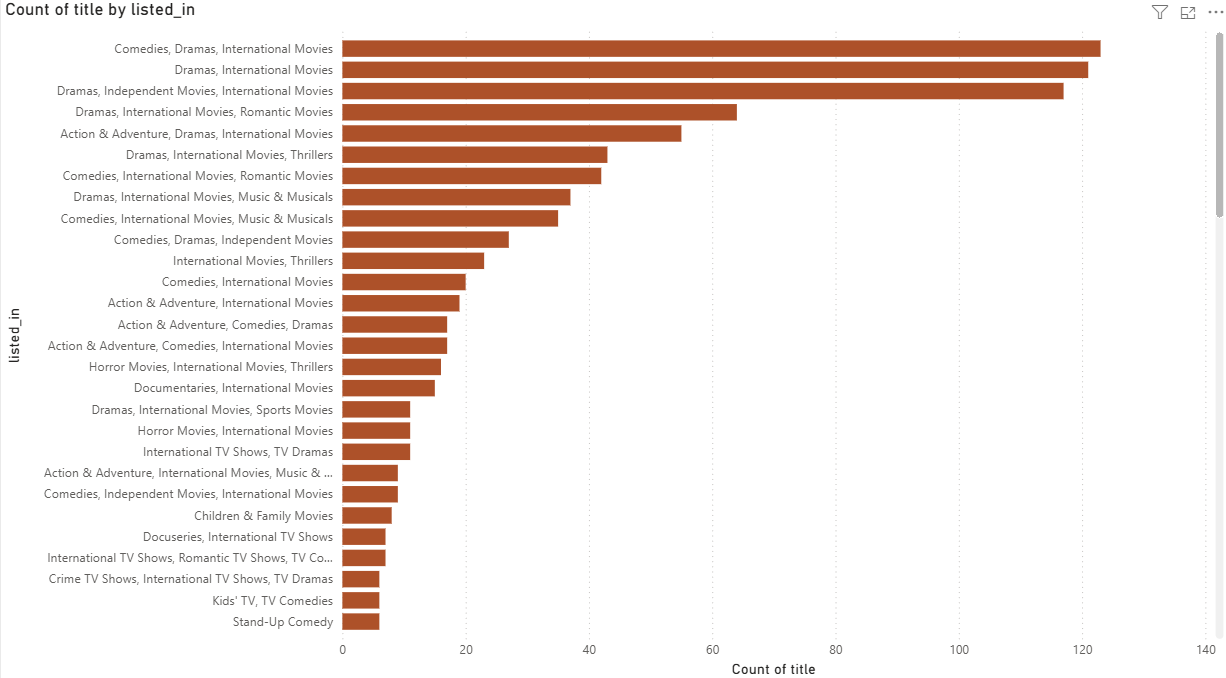 Count of title by listed_in
Comedies, Dramas, International Movies
Dramas, International Movies
Dramas, Independent Movies, International Movies
Dramas, International Movies, Romantic Movies
Action & Adventure, Dramas, International Movies
Dramas, International Movies, Thrillers
Comedies, International Movies, Romantic Movies
Dramas, International Movies, Music & Musicals
Comedies, International Movies, Music & Musicals
Comedies, Dramas, Independent Movies
International Movies, Thrillers
Comedies, International Movies
Action & Adventure, International Movies
Action & Adventure, Comedies, Dramas
Action & Adventure, Comedies, International Movies
Horror Movies, International Movies, Thrillers
Documentaries, International Movies
Dramas, International Movies, Sports Movies
Horror Movies, International Movies
International TV Shows, TV Dramas
Action & Adventure, International Movies, Music & ...
Comedies, Independent Movies, International Movies
Children & Family Movies
Docuseries, International TV Shows
International TV Shows, Romantic TV Shows, TV Co...
Crime TV Shows, International TV Shows, TV Dramas
Kids' TV, TV Comedies
Stand-Up Comedy
listed_in
0 20 40 60 80 100 120 140
Count of title